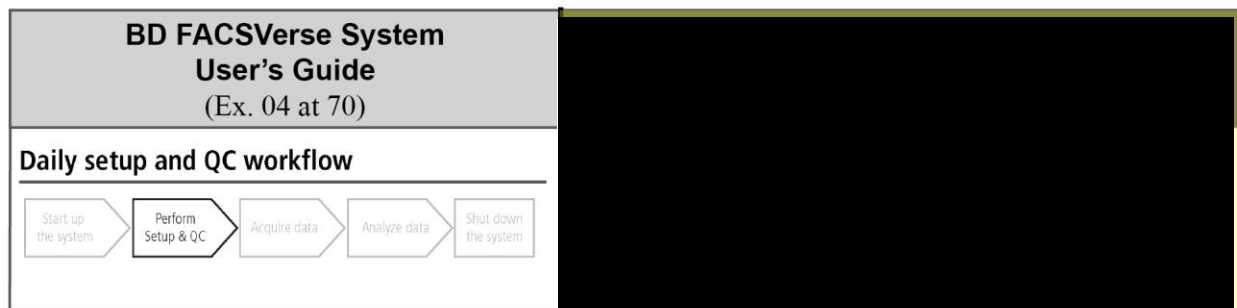 BD FACSVerse System
User’s Guide
(Ex. 04 at 70)
Daily setup and QC workflow
Start up
the system
Perform
Setup & QC
Acquire data
Analyze data
Shut down
the system